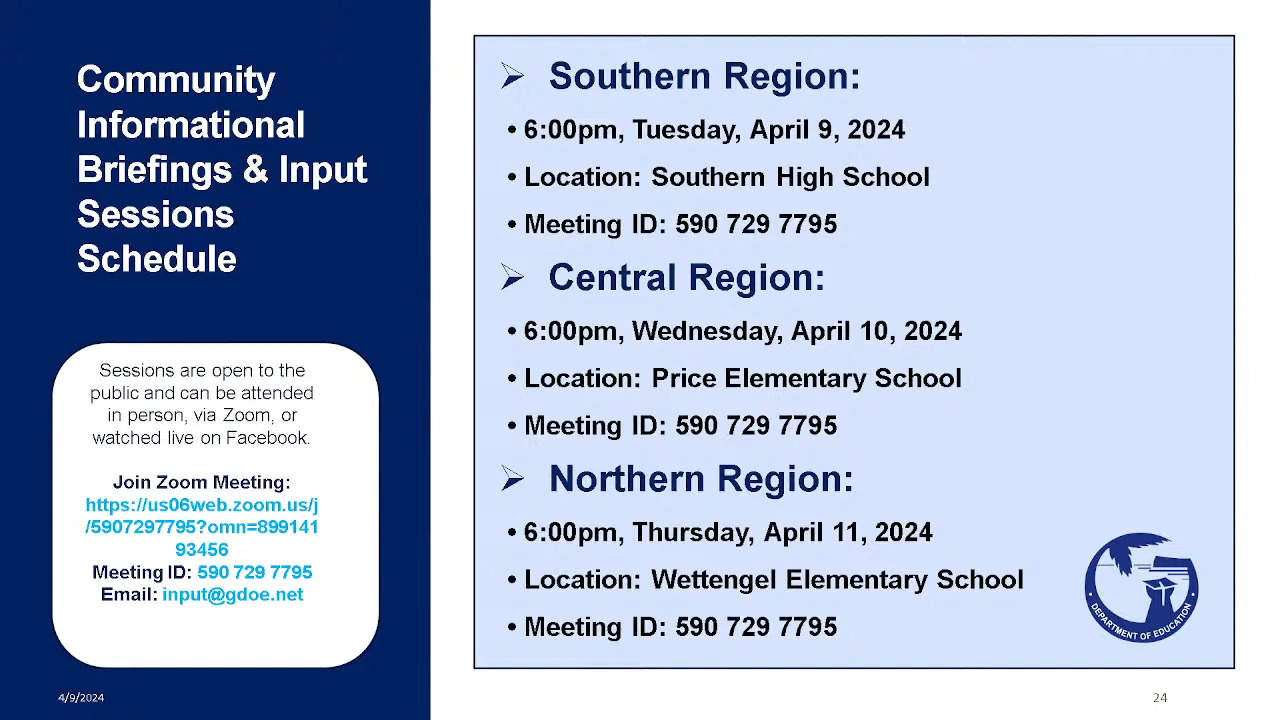 Community
Informational
Briefings & Input
Sessions
Schedule
Sessions are open to the
public and can be attended
in person, via Zoom, or
watched live on Facebook.
Join Zoom Meeting:
https://us06web.zoom.us/j
/5907297795?omn=899141
93456
Meeting ID: 590 729 7795
Email: input@gdoe.net
4/9/2024
➢ Southern Region:
• 6:00pm, Tuesday, April 9, 2024
• Location: Southern High School
• Meeting ID: 590 729 7795
➢ Central Region:
• 6:00pm, Wednesday, April 10, 2024
• Location: Price Elementary School
• Meeting ID: 590 729 7795
➢ Northern Region:
• 6:00pm, Thursday, April 11, 2024
• Location: Wettengel Elementary School
• Meeting ID: 590 729 7795
• DEPARTMENT OF EDUCATION •
24